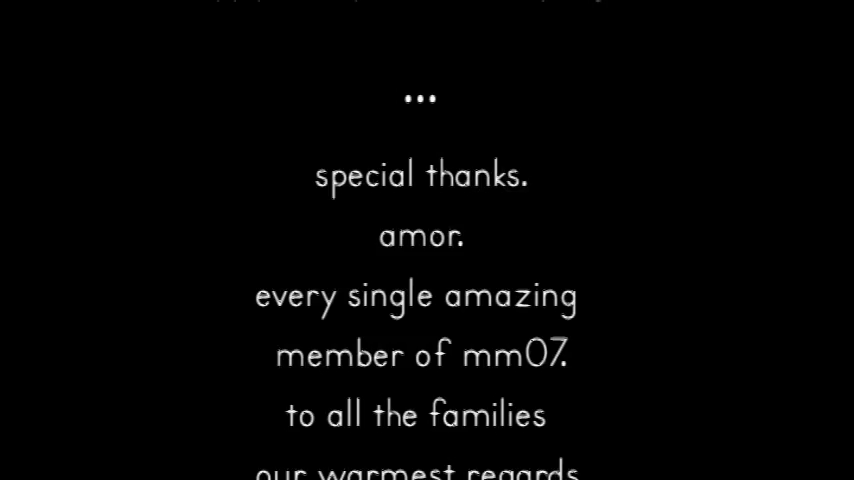 ...
special thanks.
amor.
every single amazing
member of mm07.
to all the families
our warmest regards